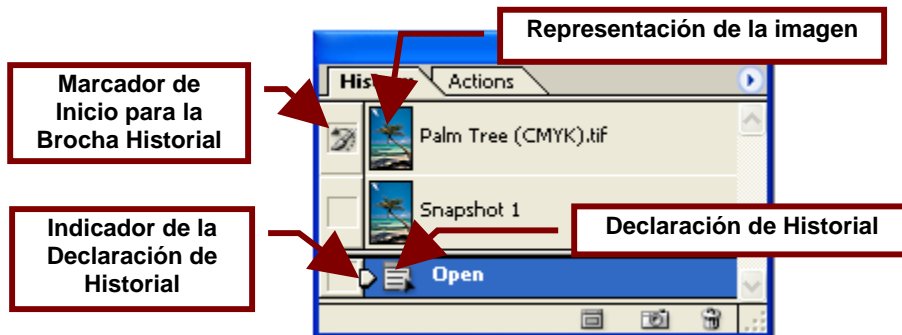 Representación de la imagen
Marcador de
Inicio para la
Brocha Historial
History
Actions
Palm Tree (CMYK).tif
Snapshot 1
Indicador de la
Declaración de
Historial
Declaración de Historial
Open